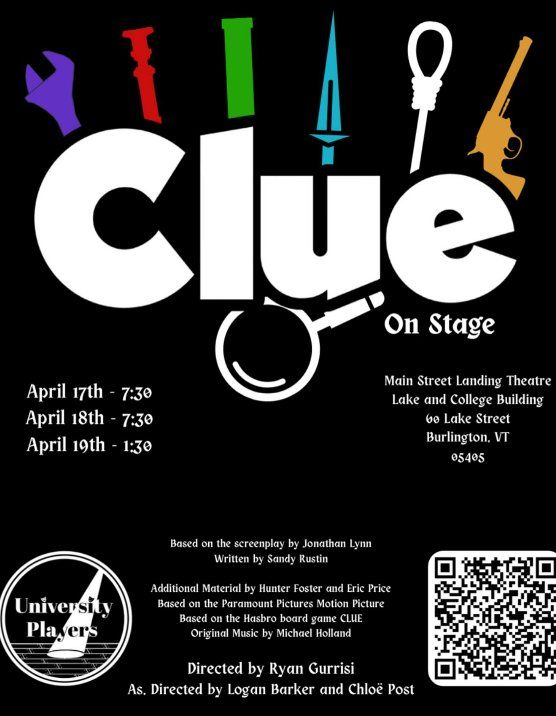 Clue
On Stage
April 17th - 7:30
April 18th - 7:30
April 19th - 1:30
Main Street Landing Theatre
Lake and College Building
60 Lake Street
Burlington, VT
05405
Based on the screenplay by Jonathan Lynn
Written by Sandy Rustin
Additional Material by Hunter Foster and Eric Price
Based on the Paramount Pictures Motion Picture
Based on the Hasbro board game CLUE
Original Music by Michael Holland
University
Players
Directed by Ryan Gurrisi
As. Directed by Logan Barker and Chloë Post